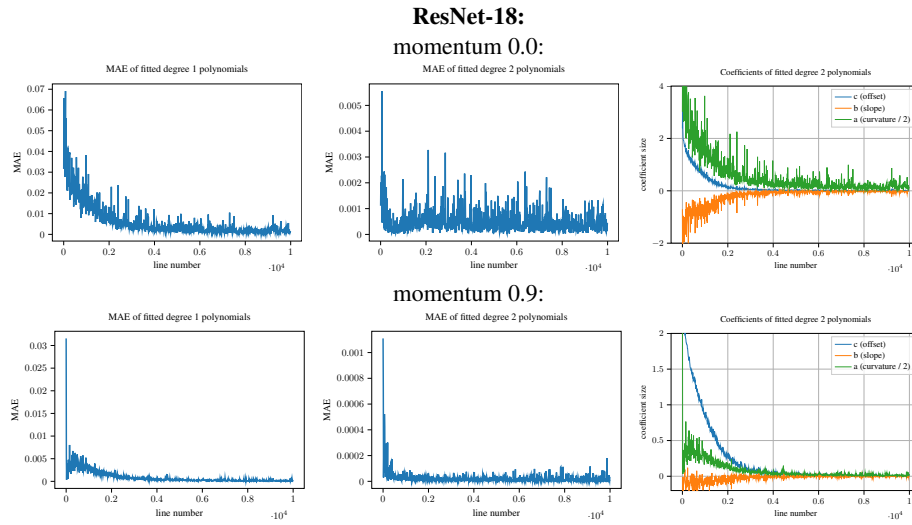 ResNet-18:
momentum 0.0:
MAE of fitted degree 1 polynomials
MAE
0.07
0.06
0.05
0.04
0.03
0.02
0.01
0
0 0.2 0.4 0.6 0.8 1
line number
·10⁴
MAE of fitted degree 2 polynomials
MAE
0.005
0.004
0.003
0.002
0.001
0
0 0.2 0.4 0.6 0.8 1
line number
·10⁴
Coefficients of fitted degree 2 polynomials
coefficient size
4
2
0
−2
c (offset)
b (slope)
a (curvature / 2)
0 0.2 0.4 0.6 0.8 1
line number
·10⁴
momentum 0.9:
MAE of fitted degree 1 polynomials
MAE
0.03
0.025
0.02
0.015
0.01
0.005
0
0 0.2 0.4 0.6 0.8 1
line number
·10⁴
MAE of fitted degree 2 polynomials
MAE
0.001
0.0008
0.0006
0.0004
0.0002
0
0 0.2 0.4 0.6 0.8 1
line number
·10⁴
Coefficients of fitted degree 2 polynomials
coefficient size
2
1.5
1
0.5
0
c (offset)
b (slope)
a (curvature / 2)
0 0.2 0.4 0.6 0.8 1
line number
·10⁴